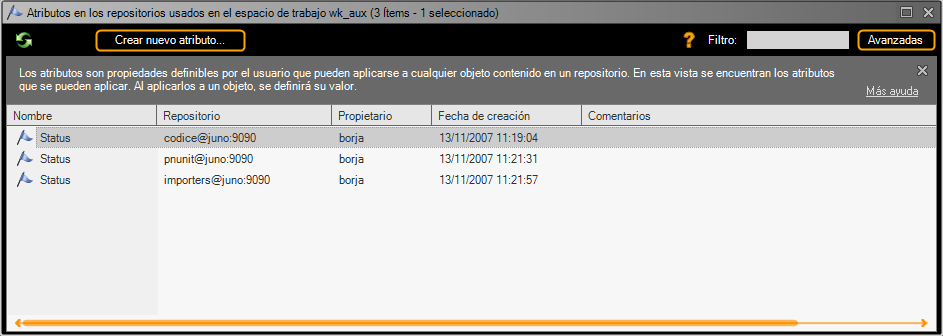 Atributos en los repositorios usados en el espacio de trabajo wk_aux (3 Ítems - 1 seleccionado)
Crear nuevo atributo... ? Filtro: Avanzadas
Los atributos son propiedades definibles por el usuario que pueden aplicarse a cualquier objeto contenido en un repositorio. En esta vista se encuentran los atributos
que se pueden aplicar. Al aplicarlos a un objeto, se definirá su valor.
Más ayuda
Nombre Repositorio Propietario Fecha de creación Comentarios
Status codice@juno:9090 borja 13/11/2007 11:19:04
Status pnunit@juno:9090 borja 13/11/2007 11:21:31
Status importers@juno:9090 borja 13/11/2007 11:21:57